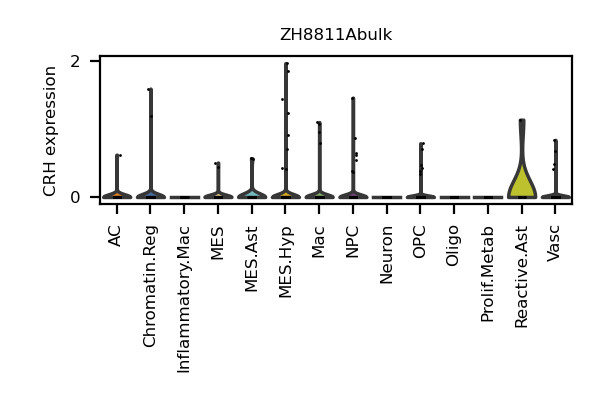 ZH8811Abulk
CRH expression
2
0
AC
Chromatin.Reg
Inflammatory.Mac
MES
MES.Ast
MES.Hyp
Mac
NPC
Neuron
OPC
Oligo
Prolif.Metab
Reactive.Ast
Vasc